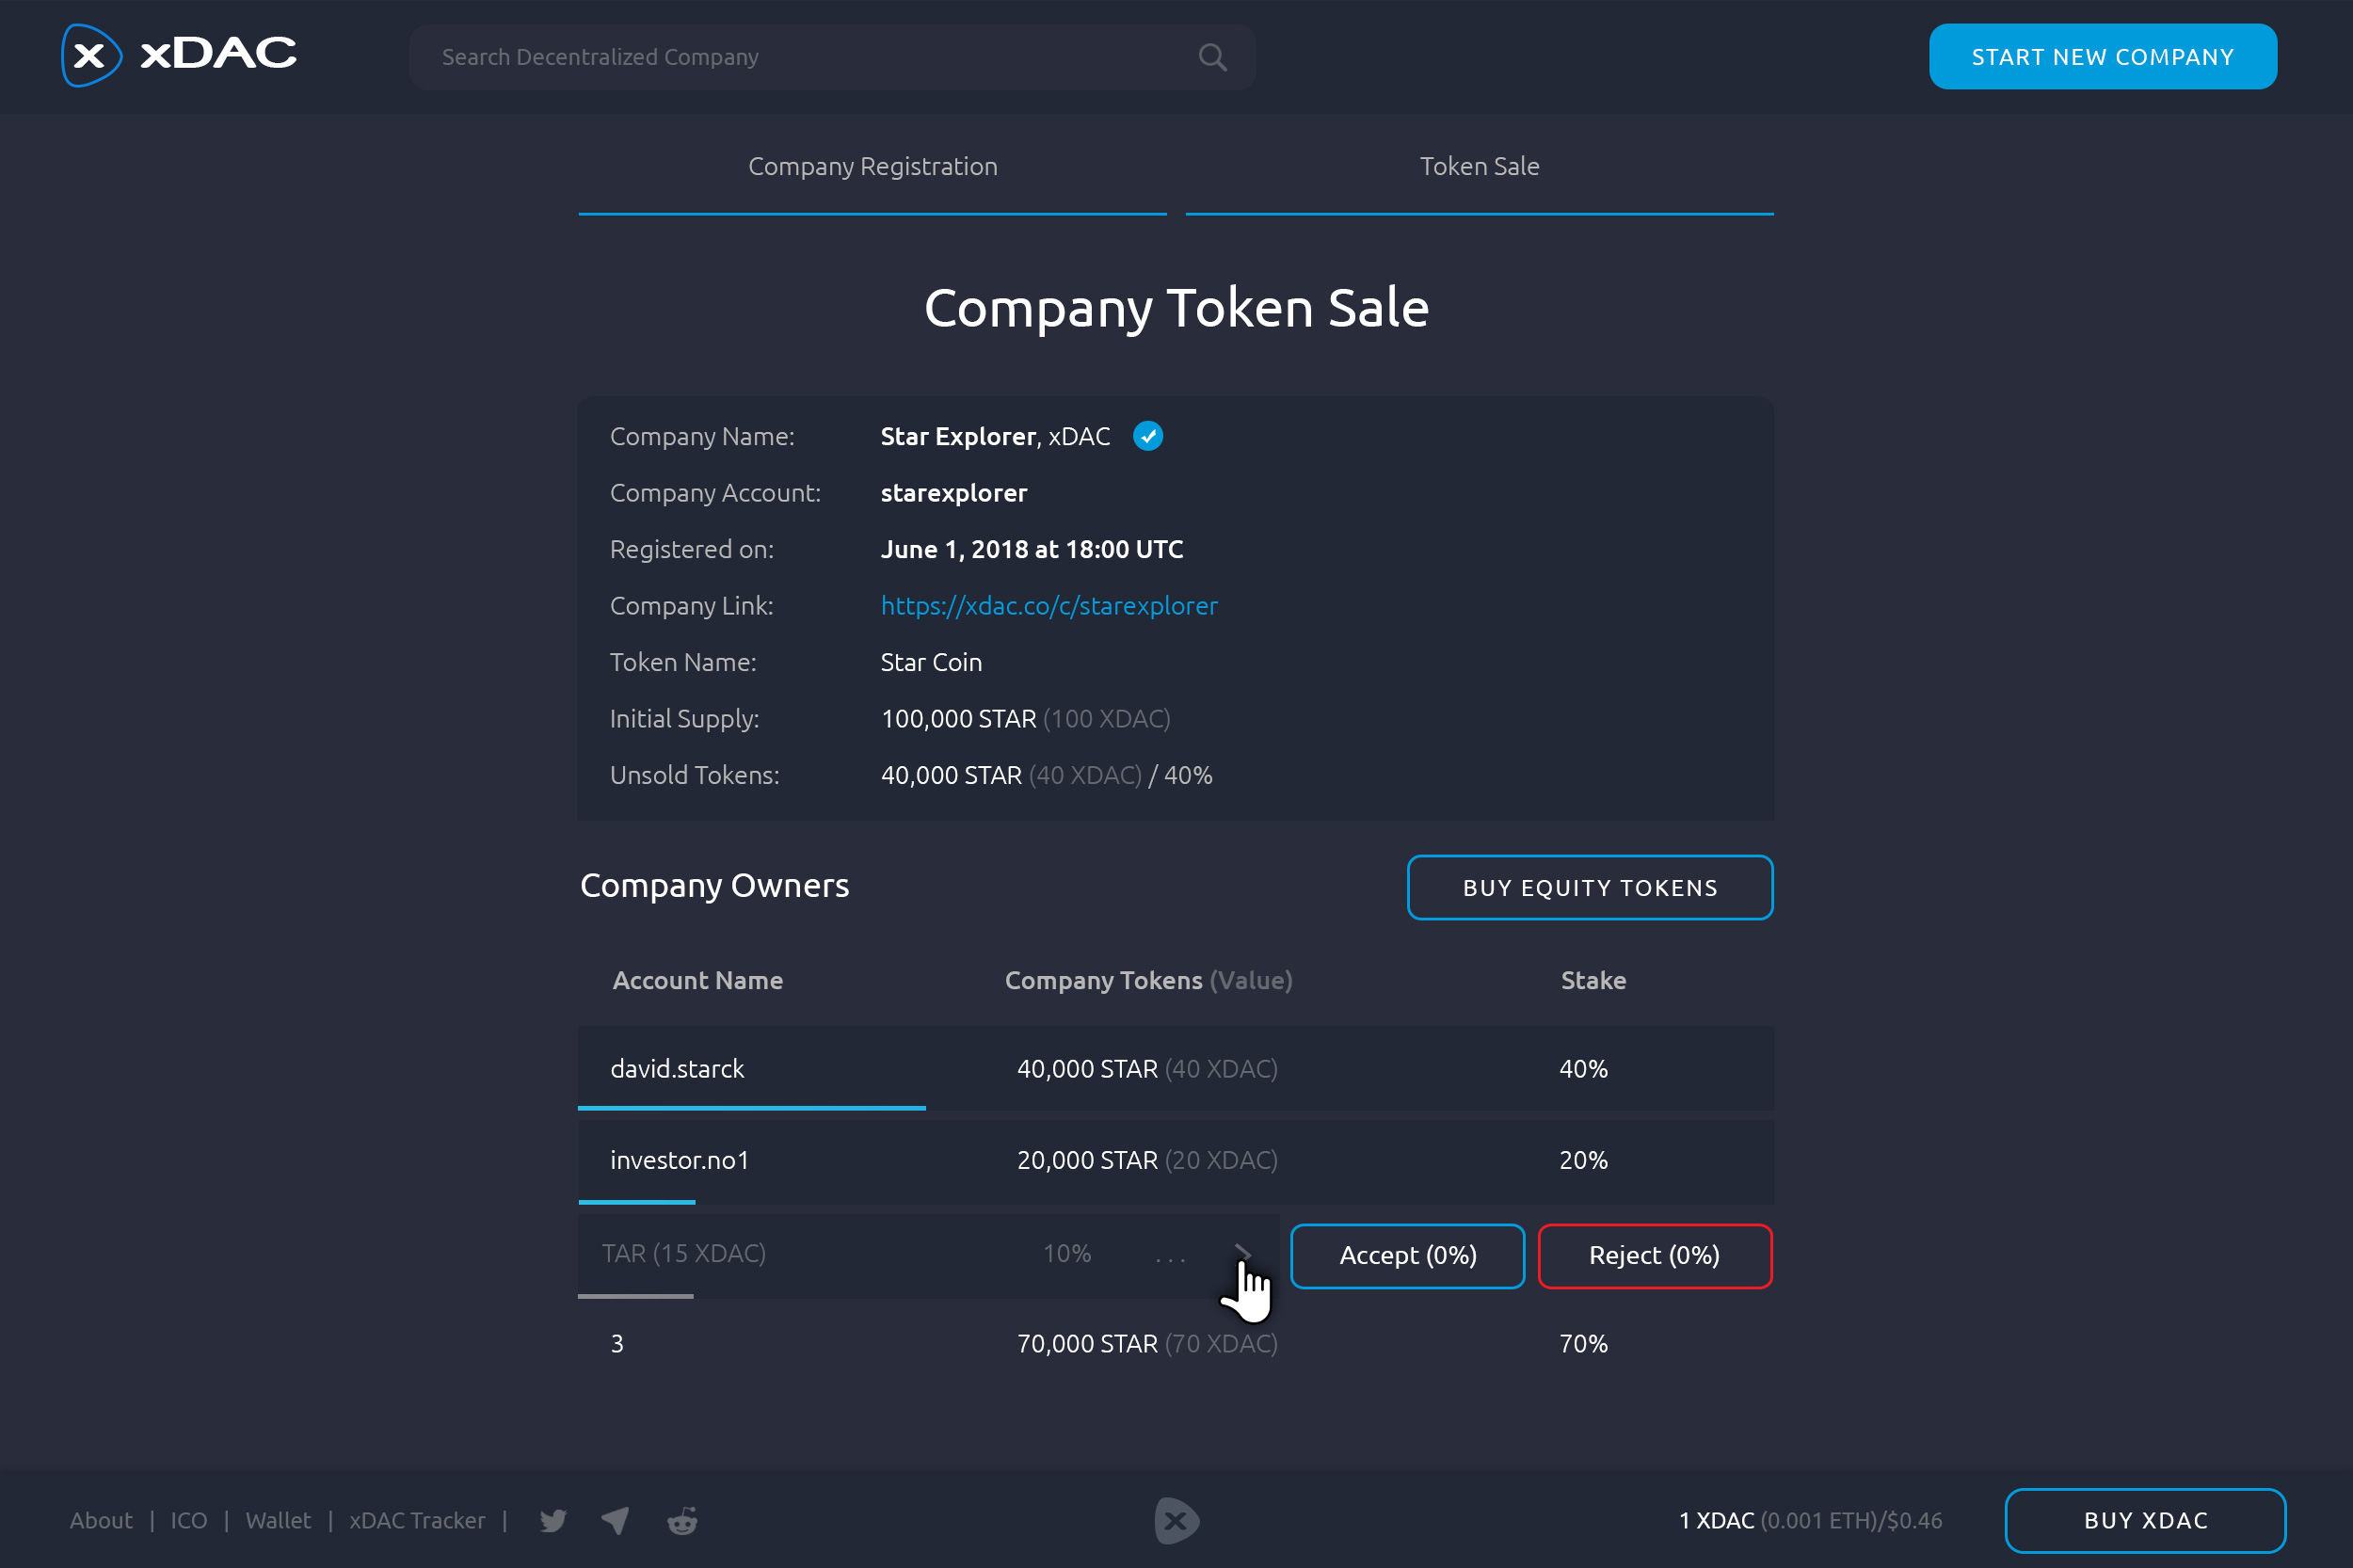 x xDAC Search Decentralized Company START NEW COMPANY
Company Registration Token Sale
Company Token Sale
Company Name: Star Explorer, xDAC
Company Account: starexplorer
Registered on: June 1, 2018 at 18:00 UTC
Company Link: https://xdac.co/c/starexplorer
Token Name: Star Coin
Initial Supply: 100,000 STAR (100 XDAC)
Unsold Tokens: 40,000 STAR (40 XDAC) / 40%
Company Owners BUY EQUITY TOKENS
Account Name Company Tokens (Value) Stake
david.starck 40,000 STAR (40 XDAC) 40%
investor.no1 20,000 STAR (20 XDAC) 20%
TAR (15 XDAC) 10% ... > Accept (0%) Reject (0%)
3 70,000 STAR (70 XDAC) 70%
About | ICO | Wallet | xDAC Tracker | x 1 XDAC (0.001 ETH)/$0.46 BUY XDAC